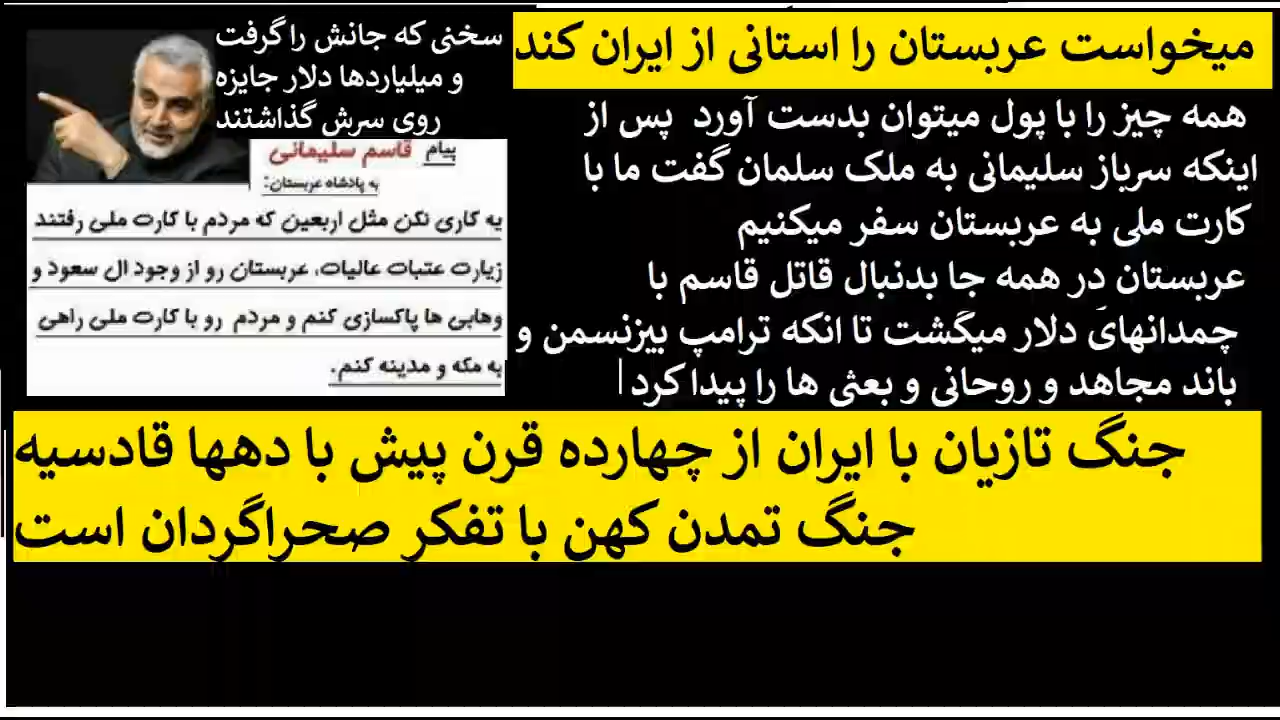 میخواست عربستان را استانی از ایران کند
سخنی که جانش را گرفت
و میلیاردها دلار جایزه
روی سرش گذاشتند
پیام قاسم سلیمانی
به پادشاه عربستان:
یه کاری نکن مثل اربعین که مردم با کارت ملی رفتند
زیارت عتبات عالیات، عربستان رو از وجود ال سعود و
وهابی ها پاکسازی کنم و مردم رو با کارت ملی راهی
به مکه و مدینه کنم.
همه چیز را با پول میتوان بدست آورد پس از
اینکه سرباز سلیمانی به ملک سلمان گفت ما با
کارت ملی به عربستان سفر میکنیم
عربستان در همه جا بدنبال قاتل قاسم با
چمدانهایَ دلار میگشت تا انکه ترامپ بیزنسمن و
باند مجاهد و روحانی و بعثی ها را پیدا کرد
جنگ تازیان با ایران از چهارده قرن پیش با دهها قادسیه
جنگ تمدن کهن با تفکر صحراگردان است